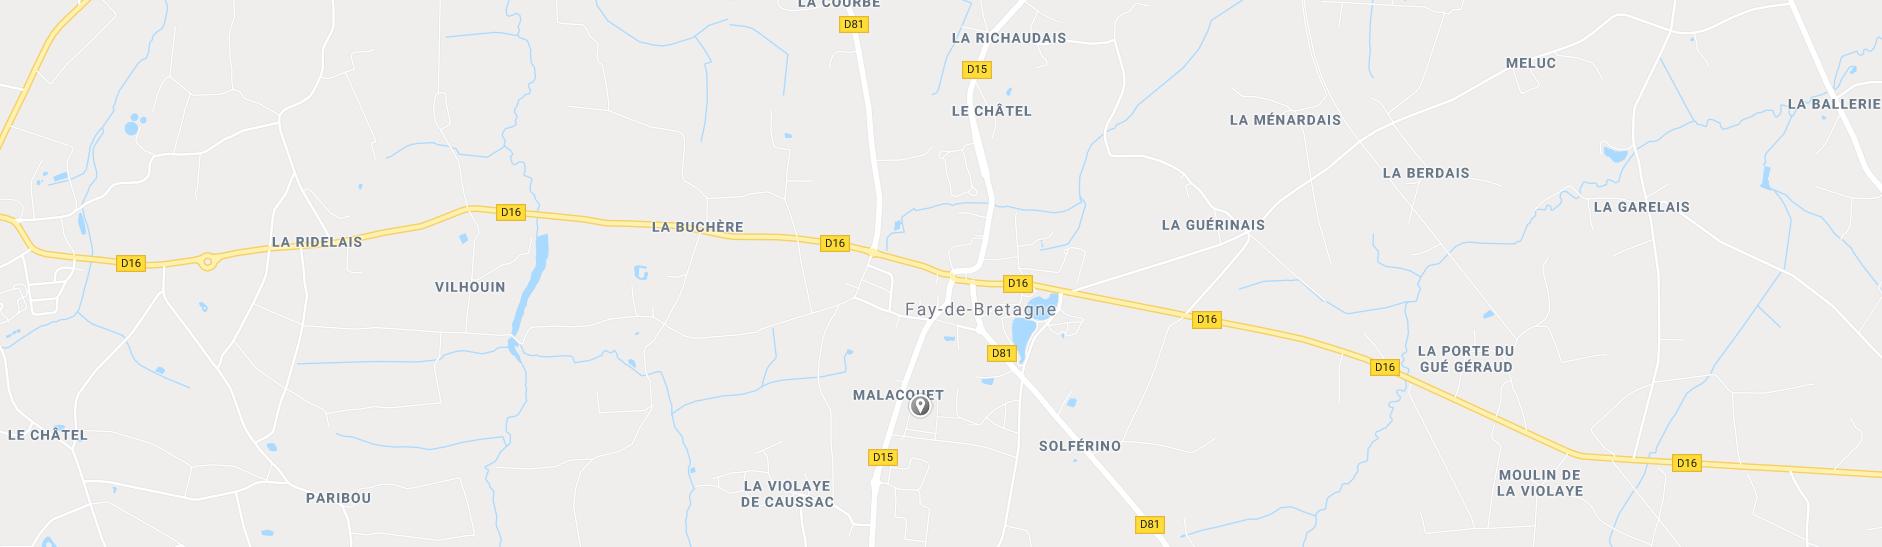 LA COURBE
D81
LA RICHAUDAIS
D15
MELUC
LE CHÂTEL
LA BALLERIE
LA MÉNARDAIS
LA BERDAIS
LA GARELAIS
D16
LA BUCHÈRE
LA GUÉRINAIS
LA RIDELAIS
D16
D16
VILHOUIN
D16
Fay-de-Bretagne
D16
D81
LA PORTE DU
GUÉ GÉRAUD
D16
MALACQUET
LE CHÂTEL
SOLFÉRINO
D15
D16
MOULIN DE
LA VIOLAYE
LA VIOLAYE
DE CAUSSAC
PARIBOU
D81